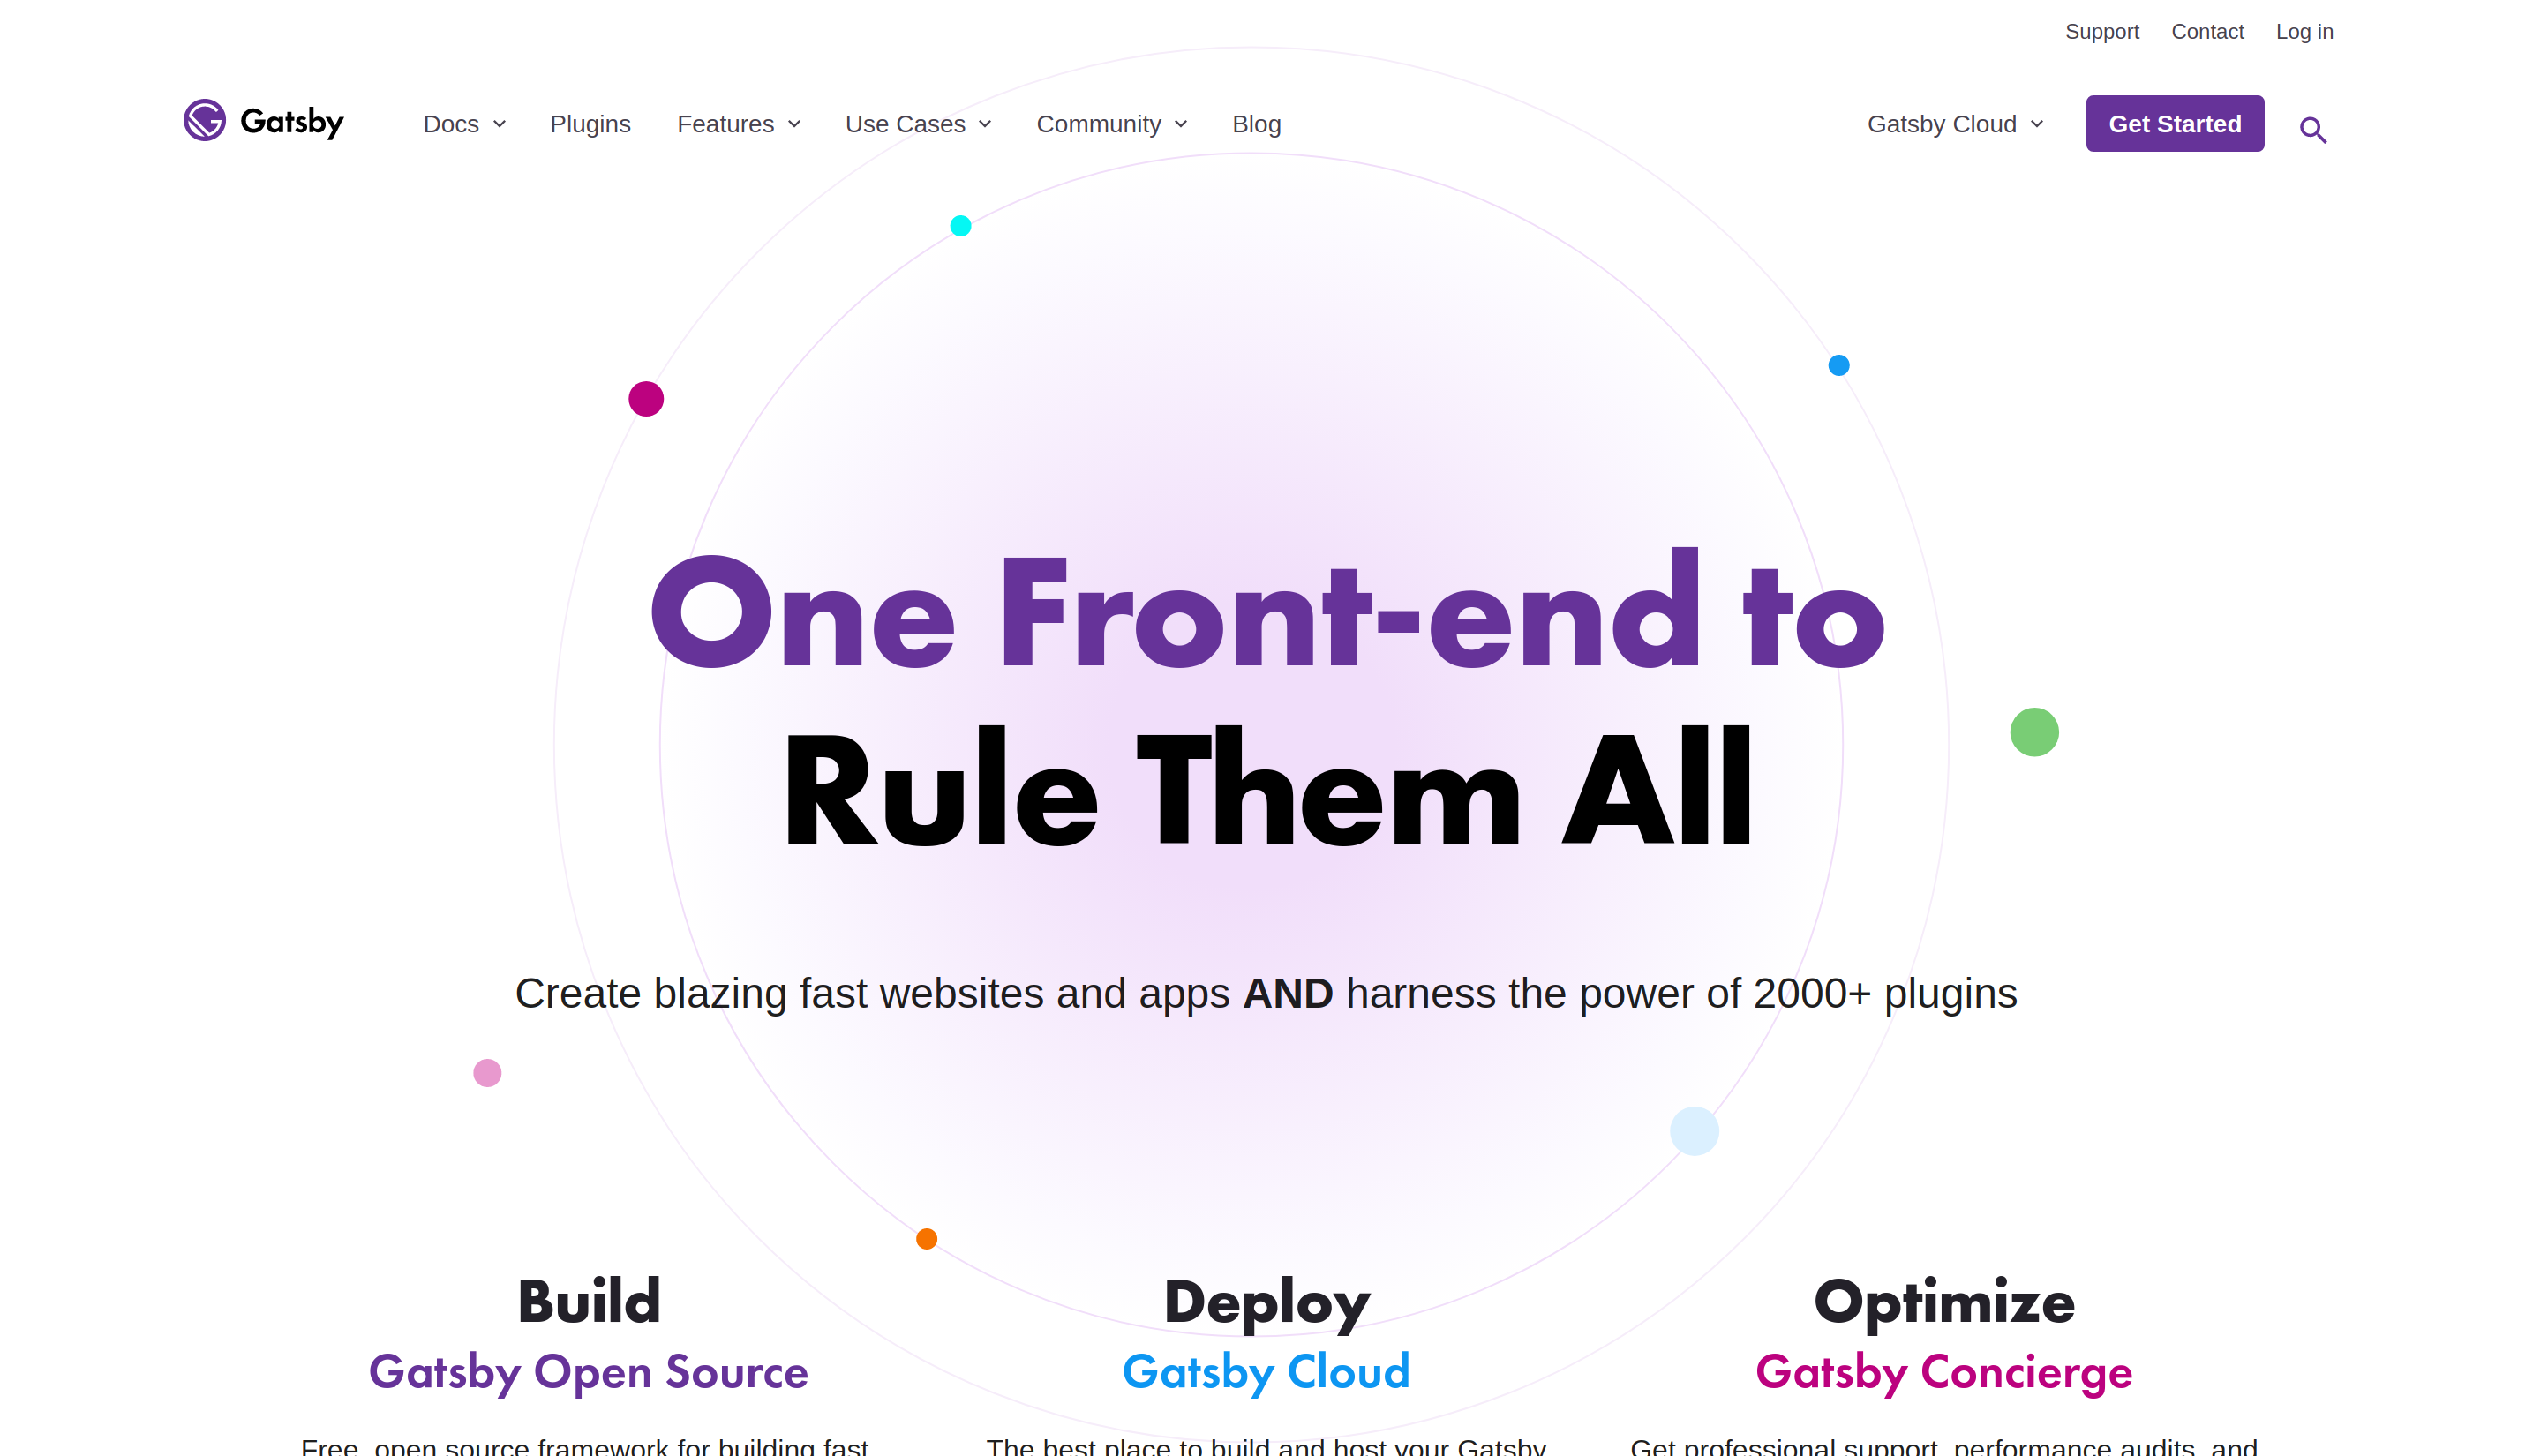 Support Contact Log in
Gatsby Docs Plugins Features Use Cases Community Blog Gatsby Cloud Get Started
One Front-end to
Rule Them All
Create blazing fast websites and apps AND harness the power of 2000+ plugins
Build
Gatsby Open Source
Free, open source framework for building fast
Deploy
Gatsby Cloud
The best place to build and host your Gatsby
Optimize
Gatsby Concierge
Get professional support, performance audits, and